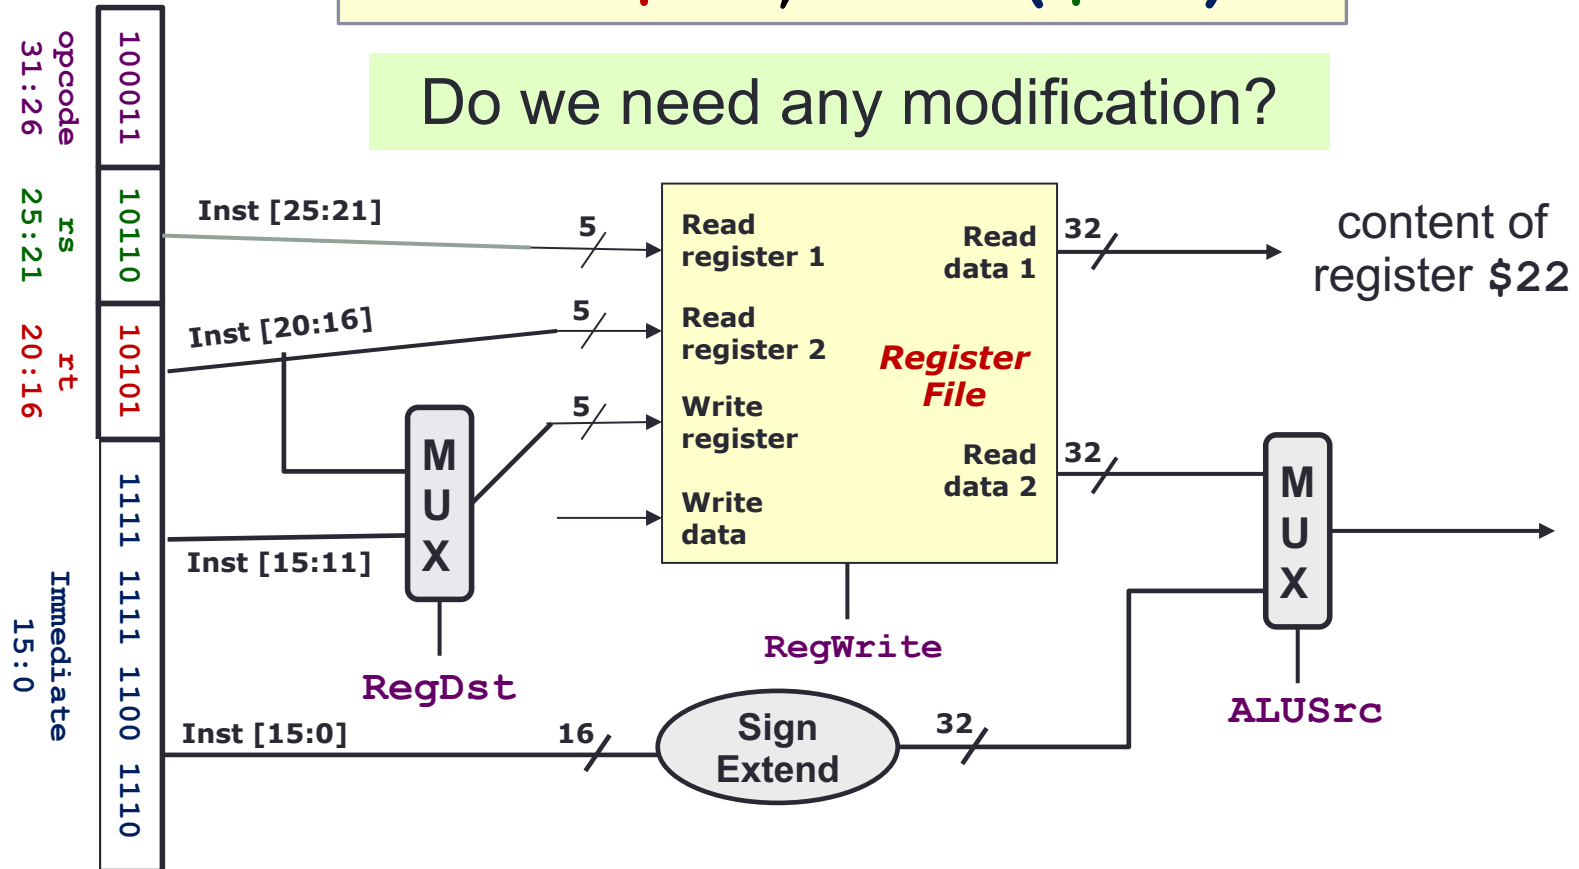 Do we need any modification?
opcode
31:26
100011
rs
25:21
10110
rt
20:16
10101
Immediate
15:0
1111 1111 1100 1110
Inst [25:21]
5
Inst [20:16]
5
5
Inst [15:11]
M
U
X
RegDst
Inst [15:0]
16
Sign
Extend
32
Read
register 1
Read
register 2
Write
register
Write
data
Register
File
Read
data 1
Read
data 2
RegWrite
32
content of
register $22
32
M
U
X
ALUSrc